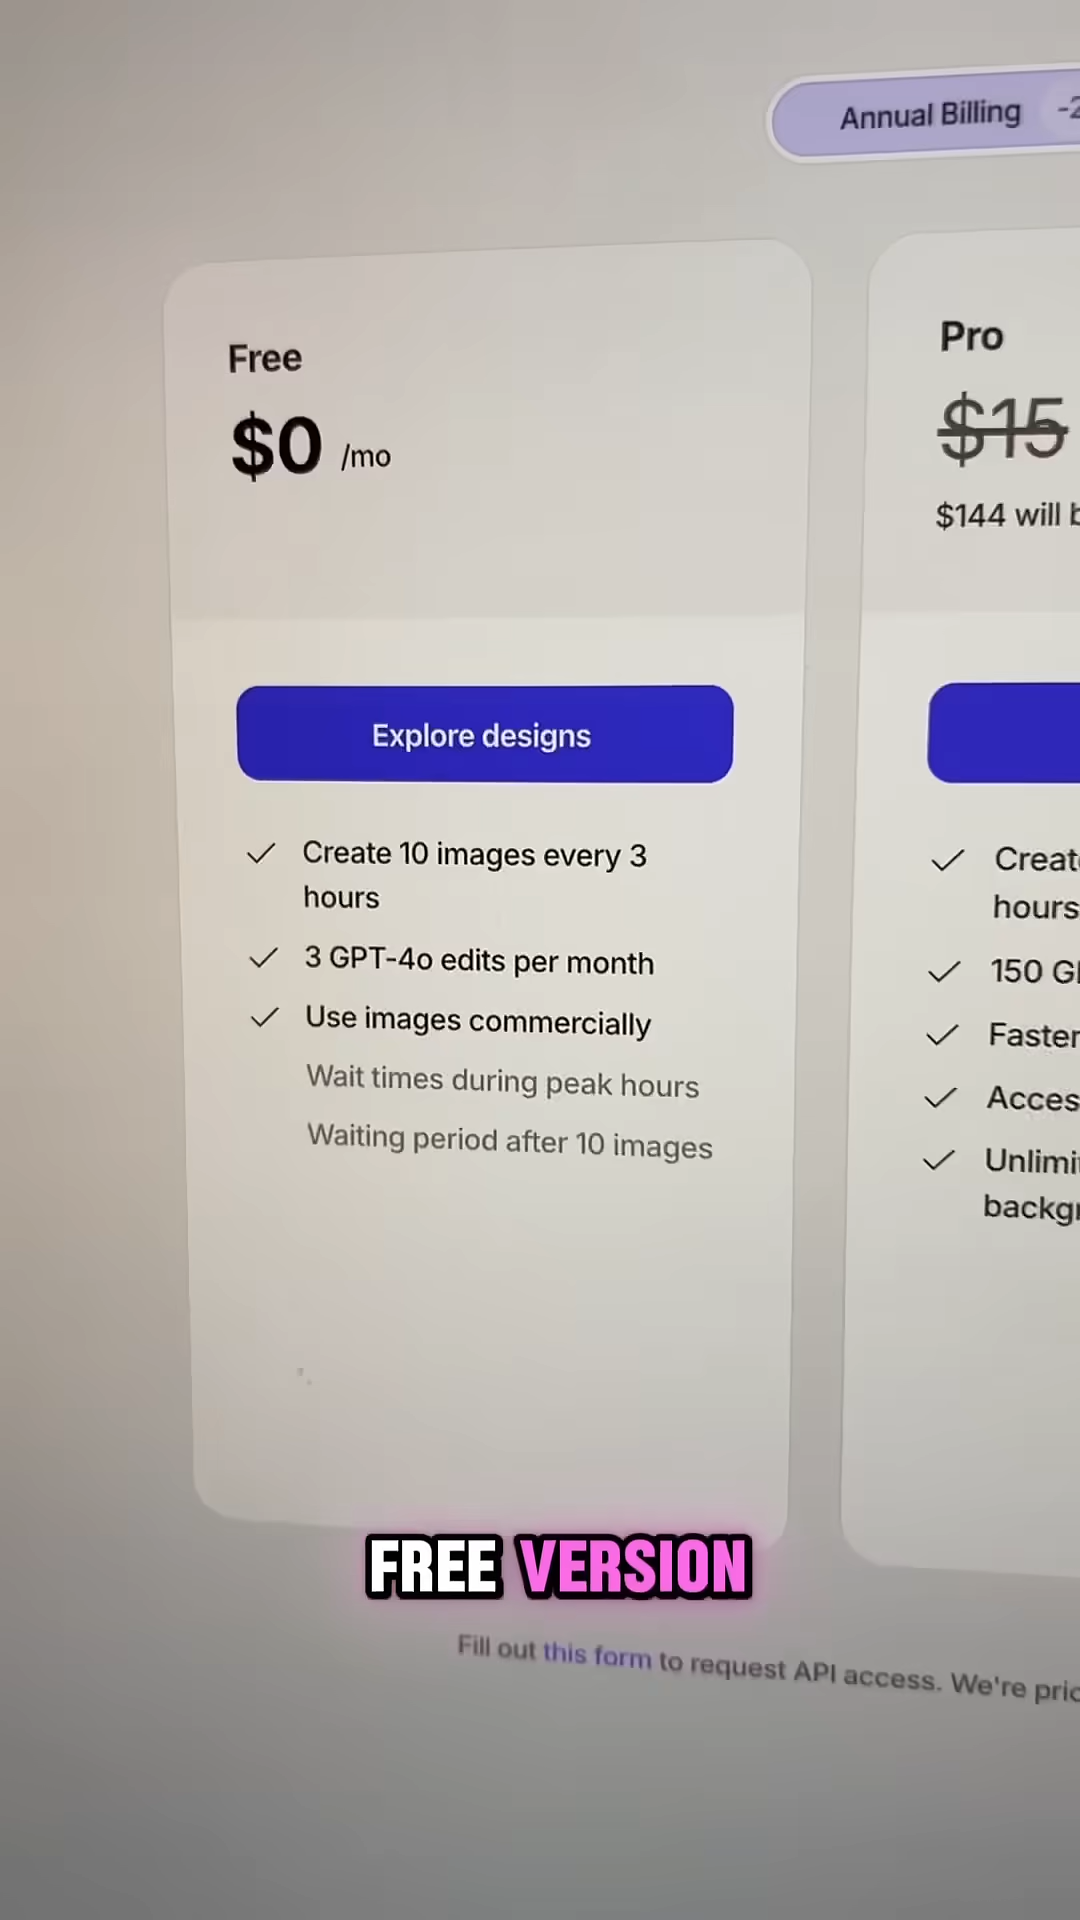 Annual Billing
Free
$0 /mo
Explore designs
Create 10 images every 3
hours
3 GPT-4o edits per month
Use images commercially
Wait times during peak hours
Waiting period after 10 images
Pro
$15
$144 will
hours
150
Faster
FREE VERSION
Fill out this form to request API access. We're